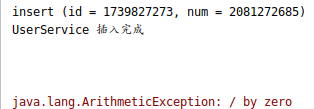 insert (id = 1739827273, num = 2081272685)
UserService 插入完成
java.lang.ArithmeticException: / by zero